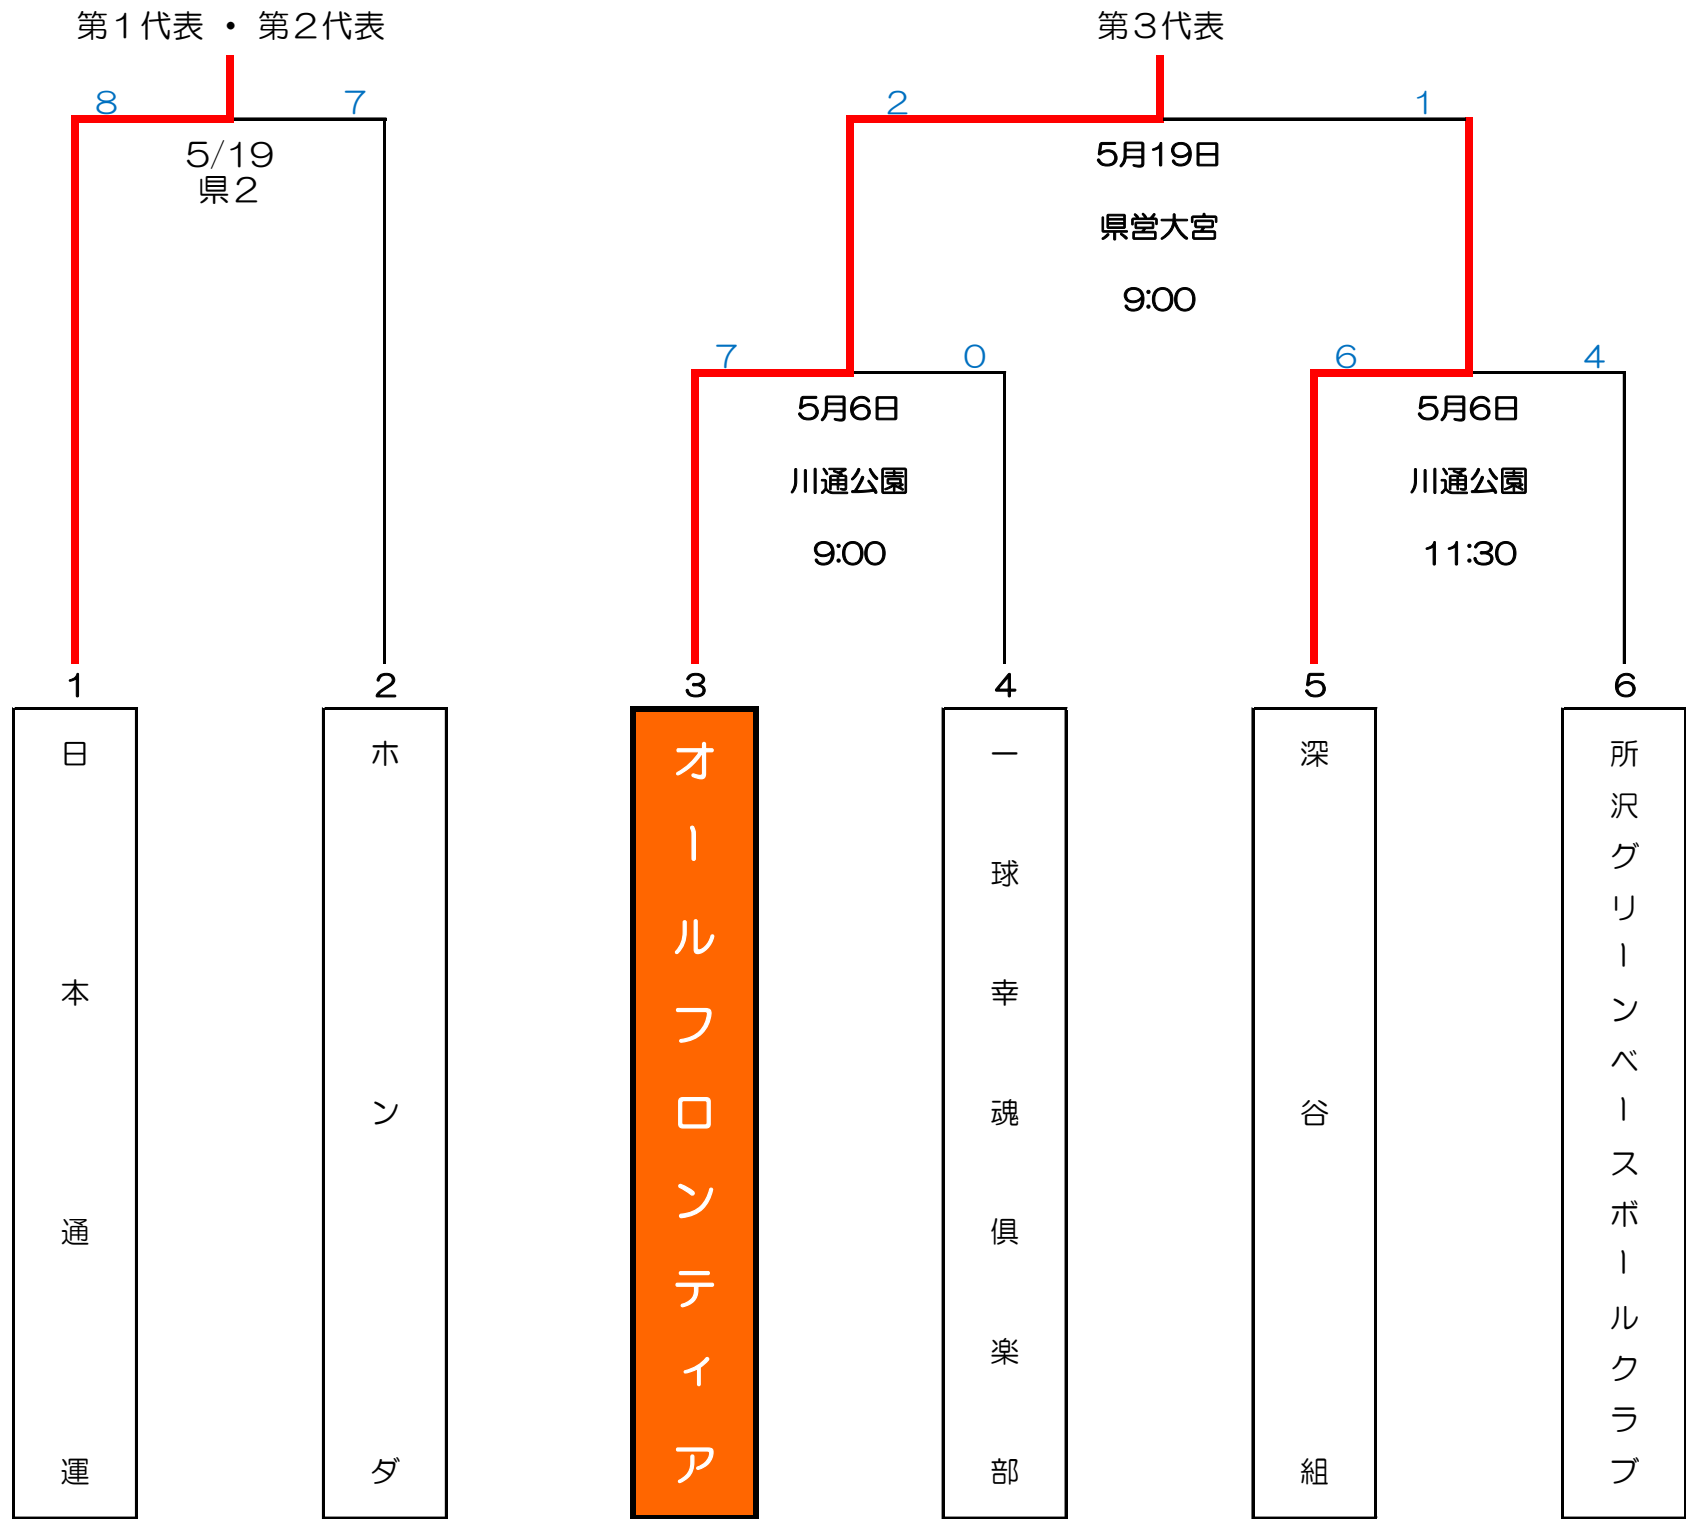 第１代表 ・ 第２代表
第３代表
8
7
2
1
5/19
県２
5月19日
県営大宮
9:00
7
0
6
4
5月6日
川通公園
9:00
5月6日
川通公園
11:30
1
2
3
4
5
6
日本通運
ホンダ
オールフロンティア
一球幸魂倶楽部
深谷組
所沢グリーンベースボールクラブ